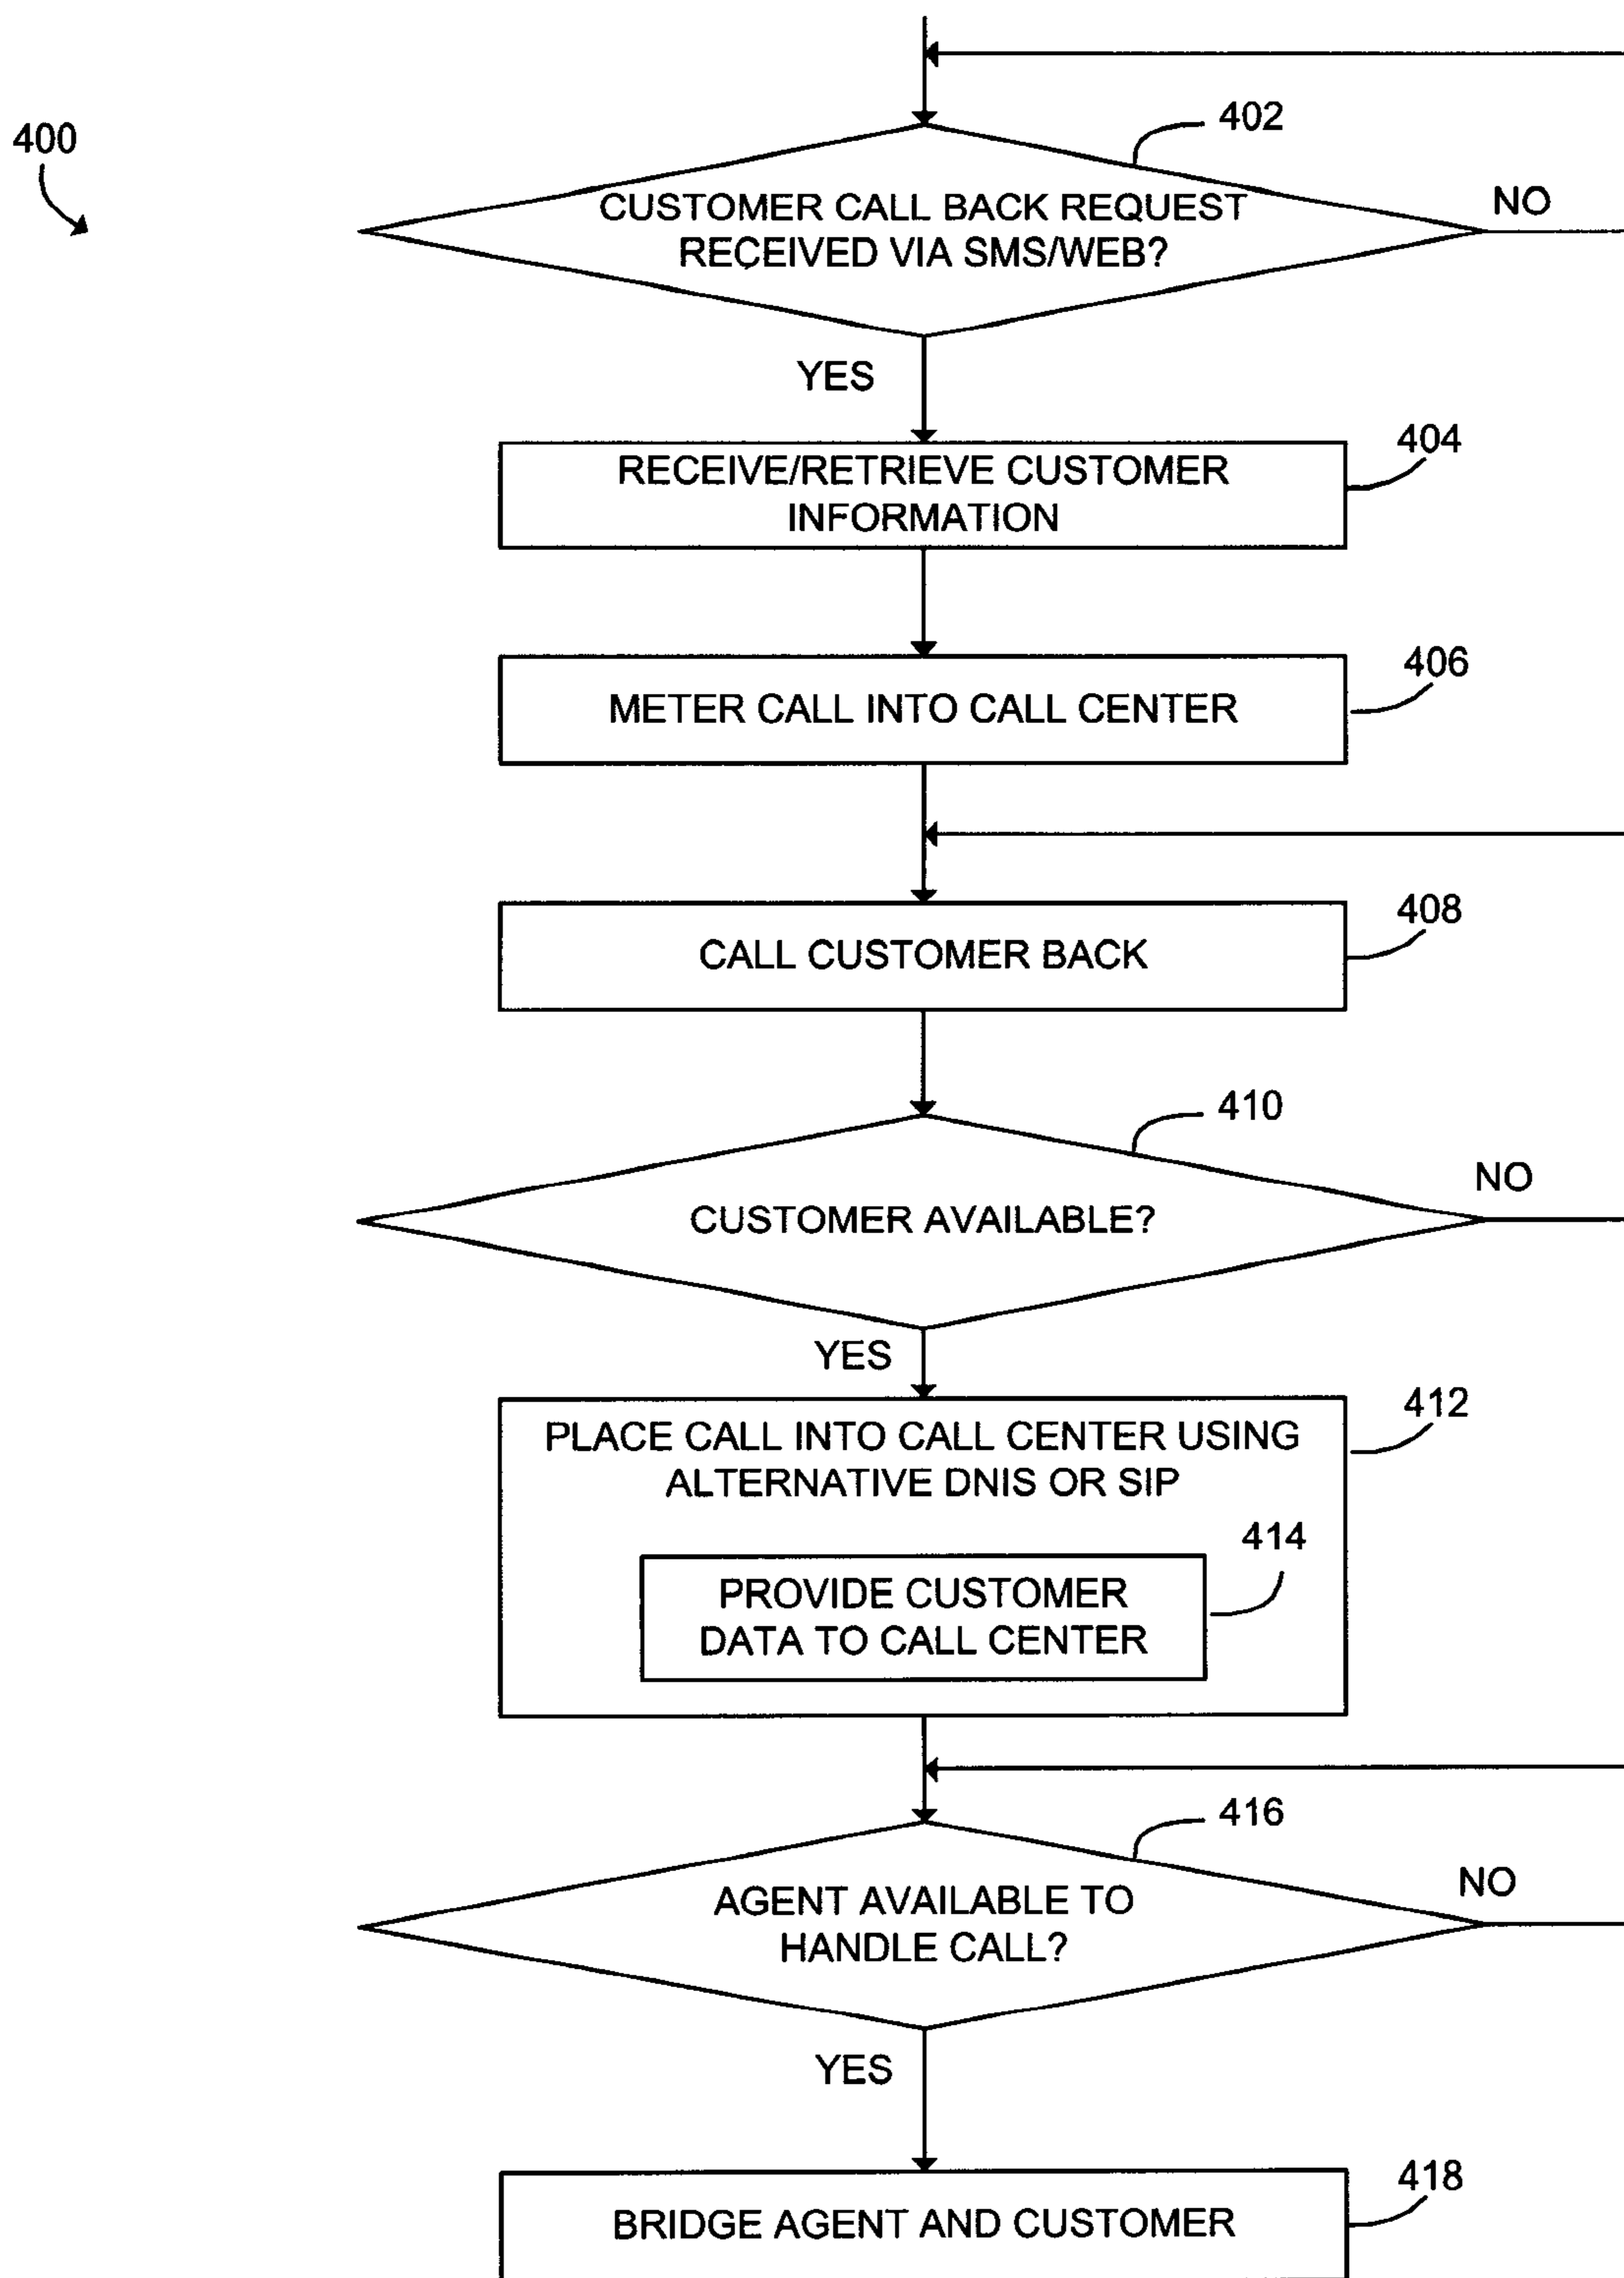 400
402
CUSTOMER CALL BACK REQUEST
RECEIVED VIA SMS/WEB?
NO
YES
404
RECEIVE/RETRIEVE CUSTOMER
INFORMATION
406
METER CALL INTO CALL CENTER
408
CALL CUSTOMER BACK
410
CUSTOMER AVAILABLE?
NO
YES
412
PLACE CALL INTO CALL CENTER USING
ALTERNATIVE DNIS OR SIP
414
PROVIDE CUSTOMER
DATA TO CALL CENTER
416
AGENT AVAILABLE TO
HANDLE CALL?
NO
YES
418
BRIDGE AGENT AND CUSTOMER